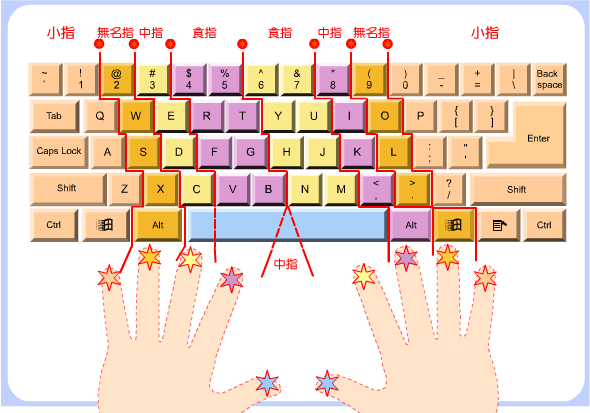 小指 無名指 中指 食指 食指 中指 無名指 小指
~ ! @ # $ % ^ & * ( ) _ + | Back
` 1 2 3 4 5 6 7 8 9 0 - = \ space
Tab Q W E R T Y U I O P { }
[ ]
Enter
Caps Lock A S D F G H J K L : "
; '
Shift Z X C V B N M < > ? Shift
, . /
Ctrl Alt Alt Ctrl
中指